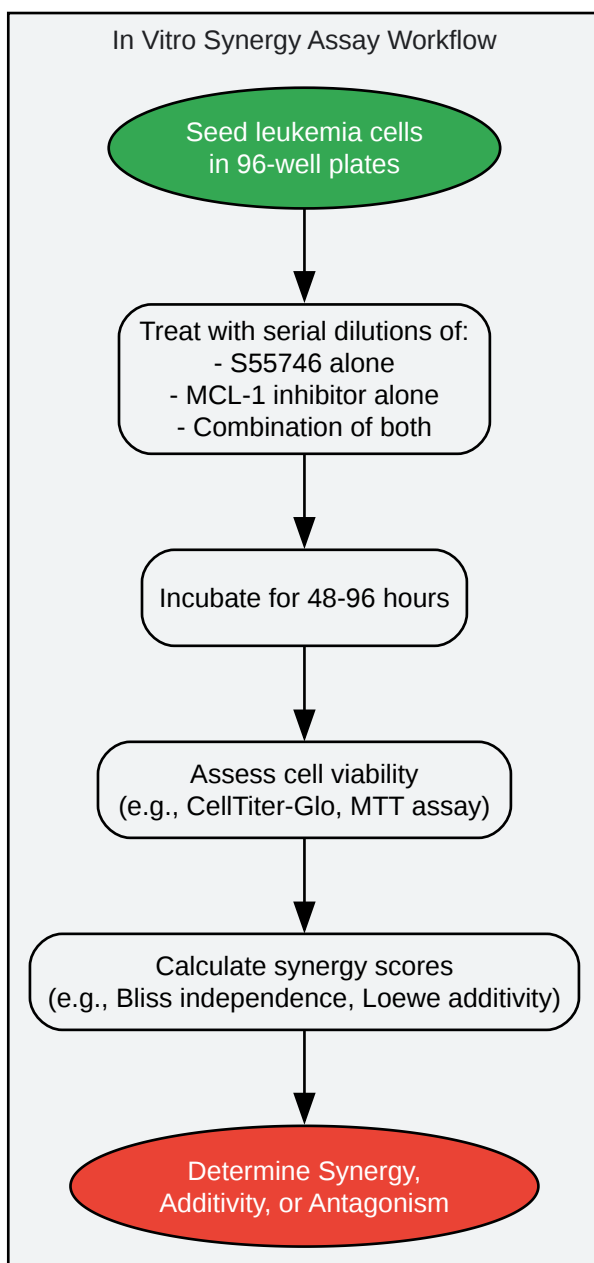 In Vitro Synergy Assay Workflow
Seed leukemia cells
in 96-well plates
Treat with serial dilutions of:
- S55746 alone
- MCL-1 inhibitor alone
- Combination of both
Incubate for 48-96 hours
Assess cell viability
(e.g., CellTiter-Glo, MTT assay)
Calculate synergy scores
(e.g., Bliss independence, Loewe additivity)
Determine Synergy,
Additivity, or Antagonism